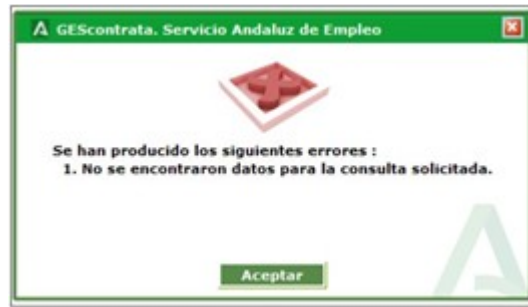 GEScontrata. Servicio Andaluz de Empleo
Se han producido los siguientes errores :
1. No se encontraron datos para la consulta solicitada.
Aceptar